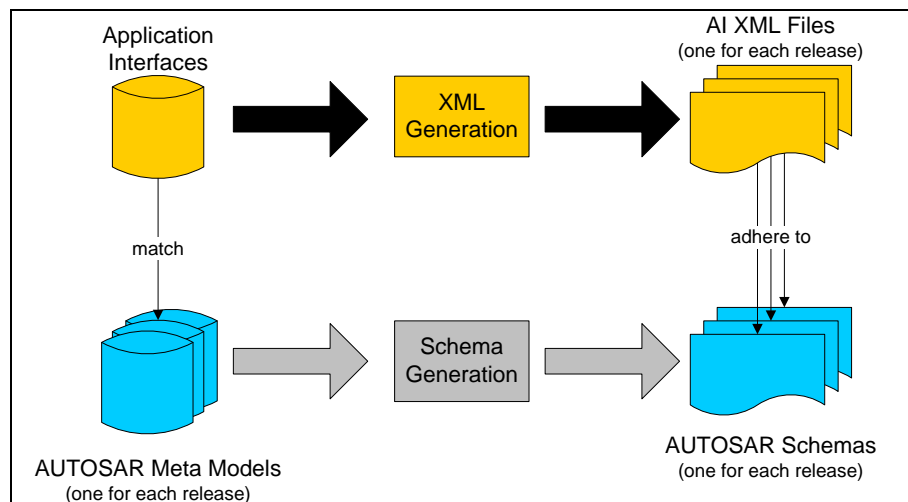 Application
Interfaces
AI XML Files
(one for each release)
XML
Generation
match
adhere to
Schema
Generation
AUTOSAR Meta Models
(one for each release)
AUTOSAR Schemas
(one for each release)